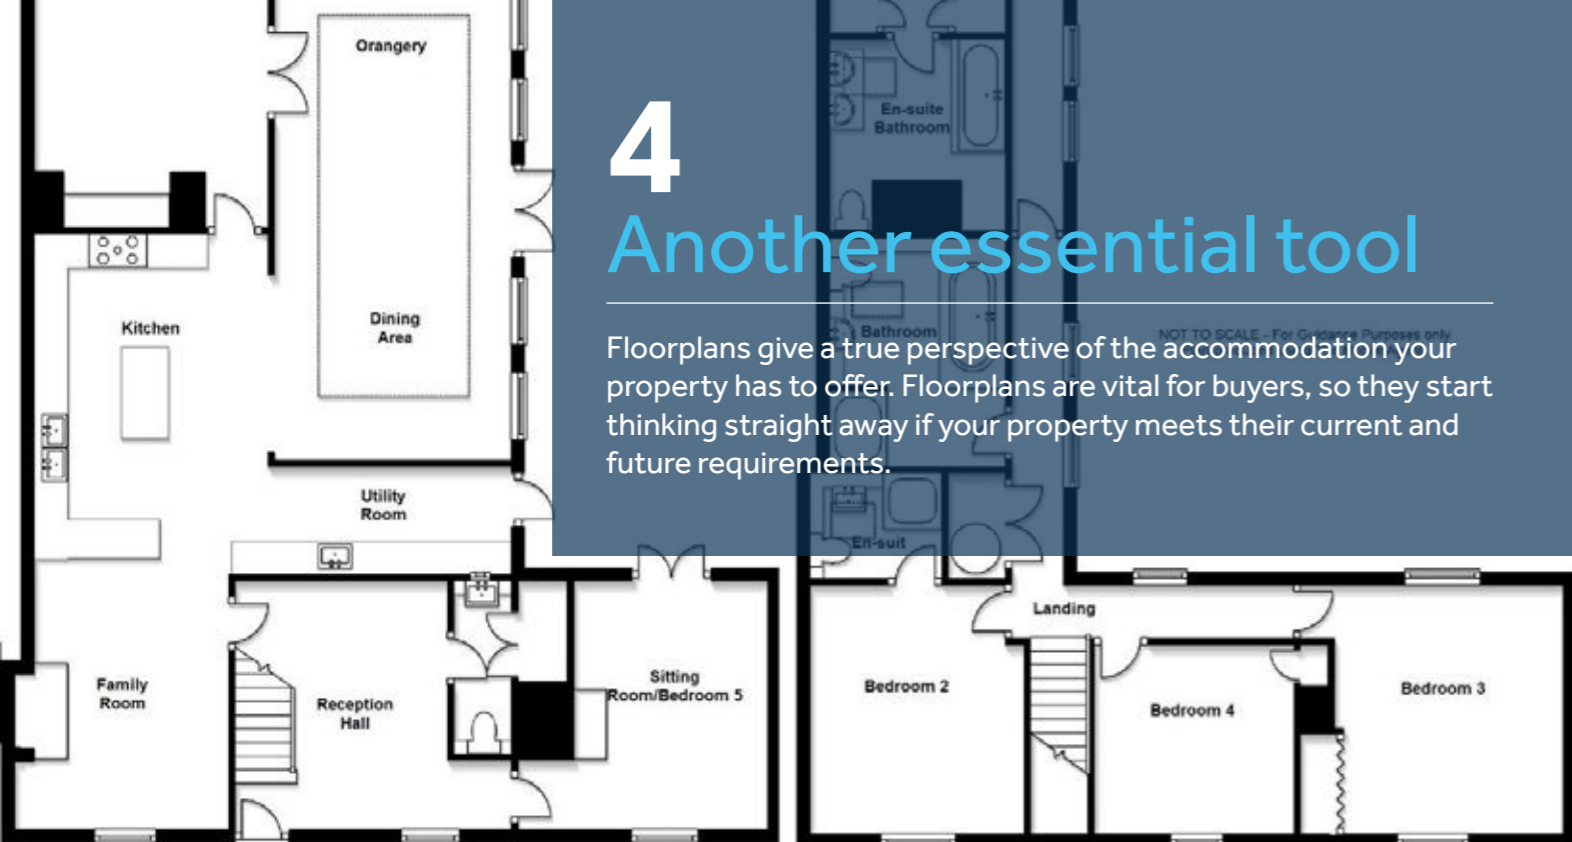 Orangery
Dining
Area
Kitchen
Utility
Room
Family
Room
Reception
Hall
Sitting
Room/Bedroom 5
4
Another essential tool
Floorplans give a true perspective of the accommodation your
property has to offer. Floorplans are vital for buyers, so they start
thinking straight away if your property meets their current and
future requirements.
En-suite
Bathroom
Bathroom
NOT TO SCALE - For Guidance Purposes only
En-suit
Landing
Bedroom 2
Bedroom 4
Bedroom 3